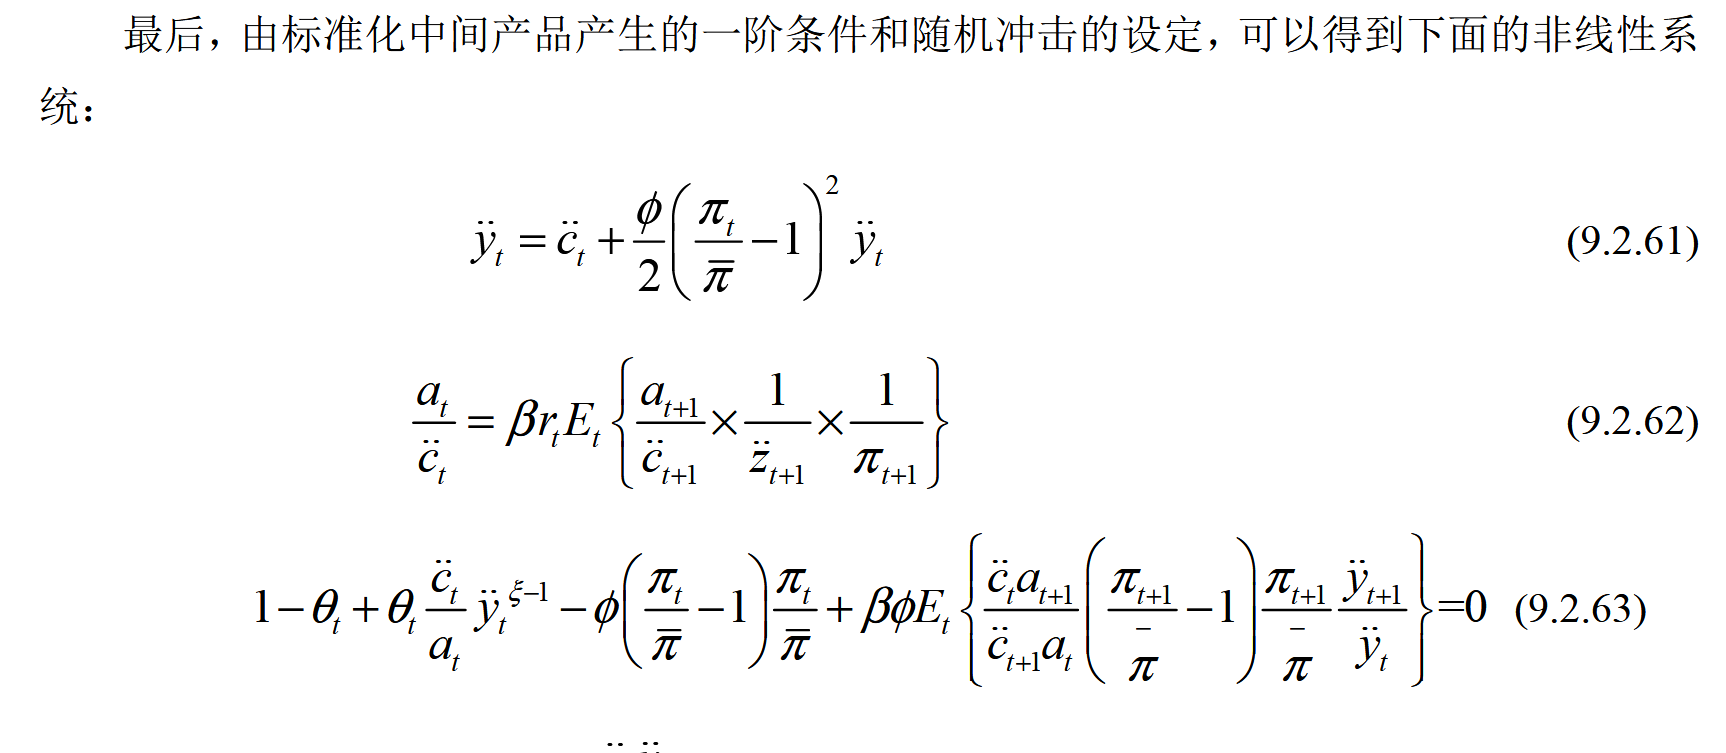 最后，由标准化中间产品产生的一阶条件和随机冲击的设定，可以得到下面的非线性系
统：
$\ddot{y}_t = \ddot{c}_t + \frac{\phi}{2}\left(\frac{\pi_t}{\bar{\pi}} - 1\right)^2 \ddot{y}_t$ (9.2.61)
$\frac{a_t}{\ddot{c}_t} = \beta r_t E_t \left\{ \frac{a_{t+1}}{\ddot{c}_{t+1}} \times \frac{1}{\ddot{z}_{t+1}} \times \frac{1}{\pi_{t+1}} \right\}$ (9.2.62)
$1 - \theta_t + \theta_t \frac{\ddot{c}_t}{a_t} \ddot{y}_t^{\xi-1} - \phi\left(\frac{\pi_t}{\bar{\pi}} - 1\right)\frac{\pi_t}{\bar{\pi}} + \beta\phi E_t \left\{ \frac{\ddot{c}_t a_{t+1}}{\ddot{c}_{t+1} a_t} \left(\frac{\pi_{t+1}}{\bar{\pi}} - 1\right) \frac{\pi_{t+1}}{\bar{\pi}} \frac{\ddot{y}_{t+1}}{\ddot{y}_t} \right\} = 0$ (9.2.63)